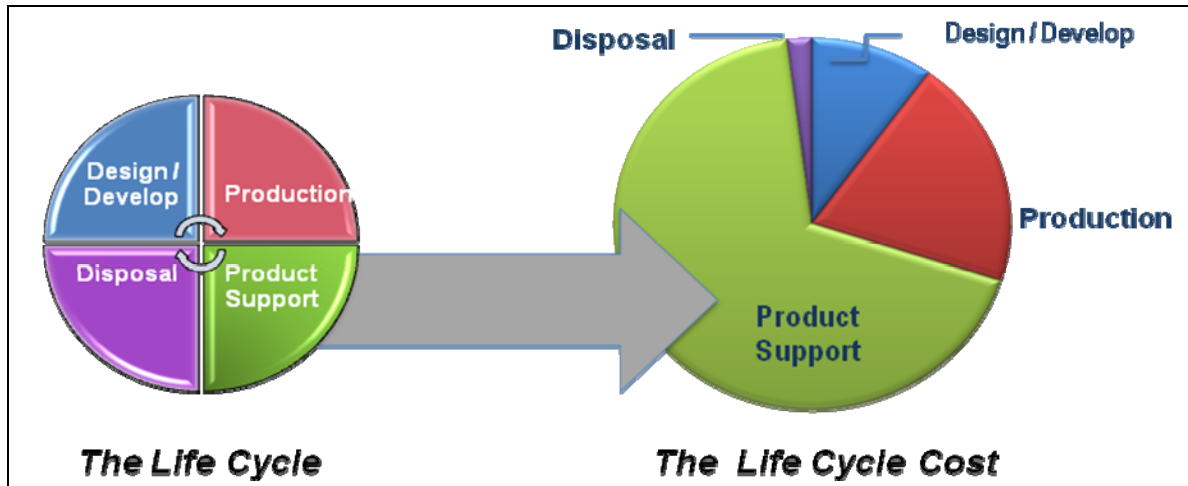 Design /
Develop
Production
Disposal
Product
Support
The Life Cycle
Disposal
Design / Develop
Production
Product
Support
The Life Cycle Cost